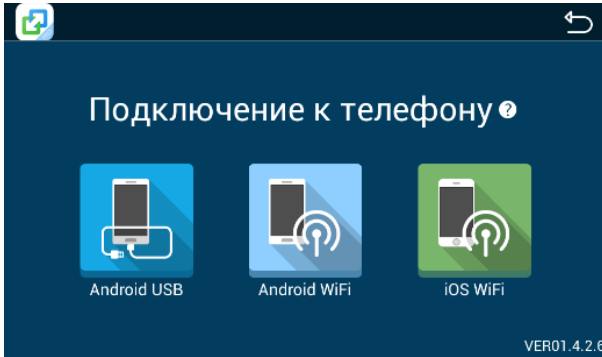 Подключение к телефону ?
Android USB
Android WiFi
iOS WiFi
VER01.4.2.6